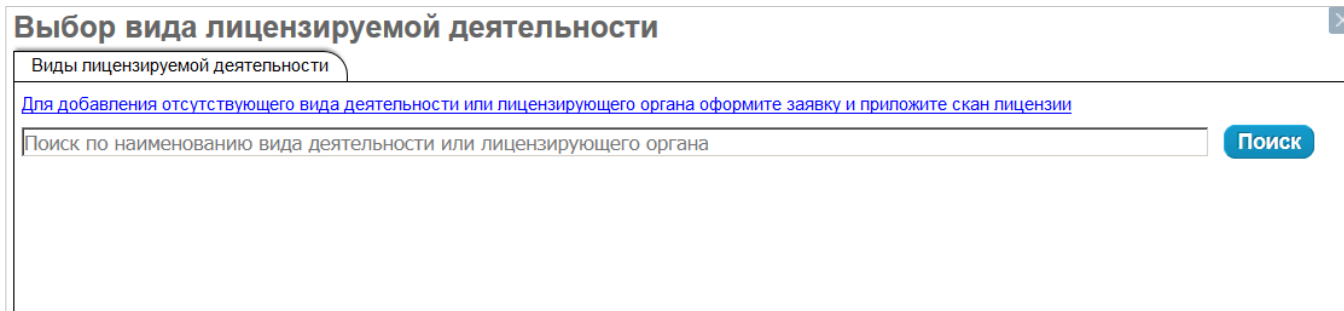 Выбор вида лицензируемой деятельности
Виды лицензируемой деятельности
Для добавления отсутствующего вида деятельности или лицензирующего органа оформите заявку и приложите скан лицензии
Поиск по наименованию вида деятельности или лицензирующего органа
Поиск